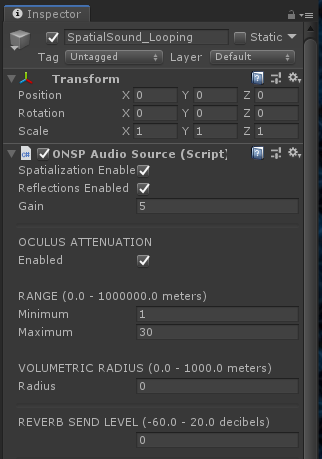 Inspector
SpatialSound_Looping Static
Tag Untagged Layer Default
Transform
Position X 0 Y 0 Z 0
Rotation X 0 Y 0 Z 0
Scale X 1 Y 1 Z 1
ONSP Audio Source (Script)
Spatialization Enable
Reflections Enabled
Gain 5
OCULUS ATTENUATION
Enabled
RANGE (0.0 - 1000000.0 meters)
Minimum 1
Maximum 30
VOLUMETRIC RADIUS (0.0 - 1000.0 meters)
Radius 0
REVERB SEND LEVEL (-60.0 - 20.0 decibels)
0